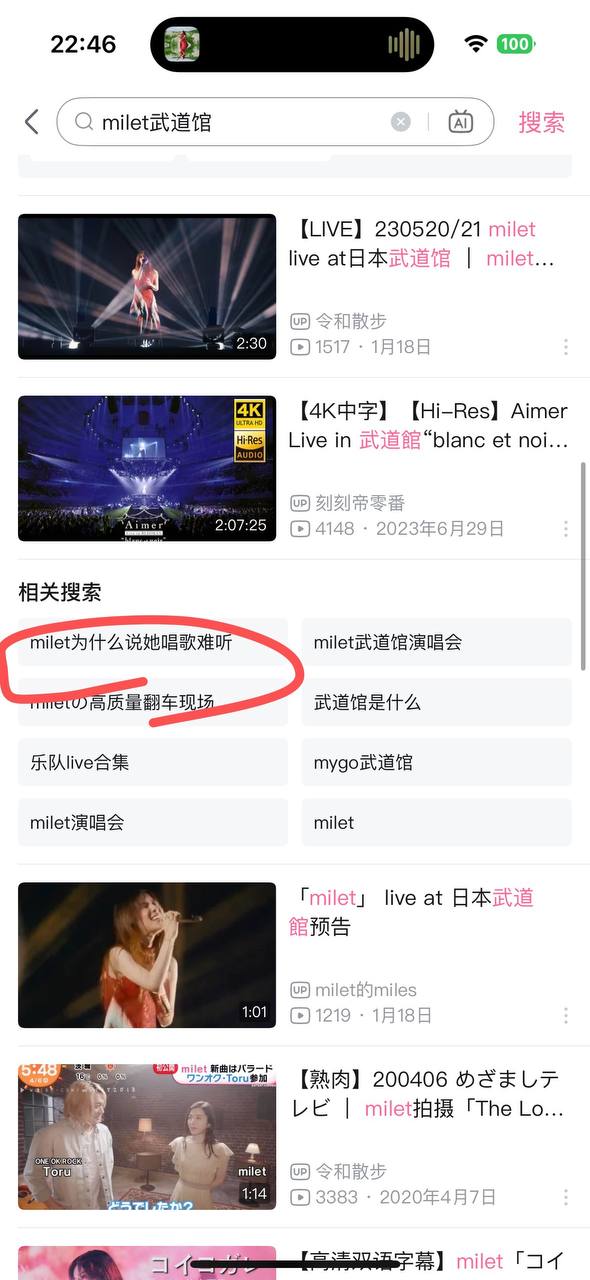 22:46
100
milet武道馆
AI
搜索
【LIVE】230520/21 milet
live at日本武道馆 | milet...
UP 令和散步
1517 · 1月18日
2:30
4K
ULTRA HD
Hi-Res
AUDIO
Aimer
2:07:25
【4K中字】【Hi-Res】Aimer
Live in 武道館“blanc et noi...
UP 刻刻帝零番
4148 · 2023年6月29日
相关搜索
milet为什么说她唱歌难听
milet武道馆演唱会
miletの高质量翻车现场
武道馆是什么
乐队live合集
mygo武道馆
milet演唱会
milet
1:01
「milet」 live at 日本武道
館预告
UP milet的miles
1219 · 1月18日
5:48
初公開 milet 新曲はバラード
ワンオク・Toru参加
ONE OK ROCK
Toru
milet
どうでしたか?
1:14
【熟肉】200406 めざましテ
レビ | milet拍摄「The Lo...
UP 令和散步
3383 · 2020年4月7日
コイコガレ
【高清双语字幕】milet「コイ